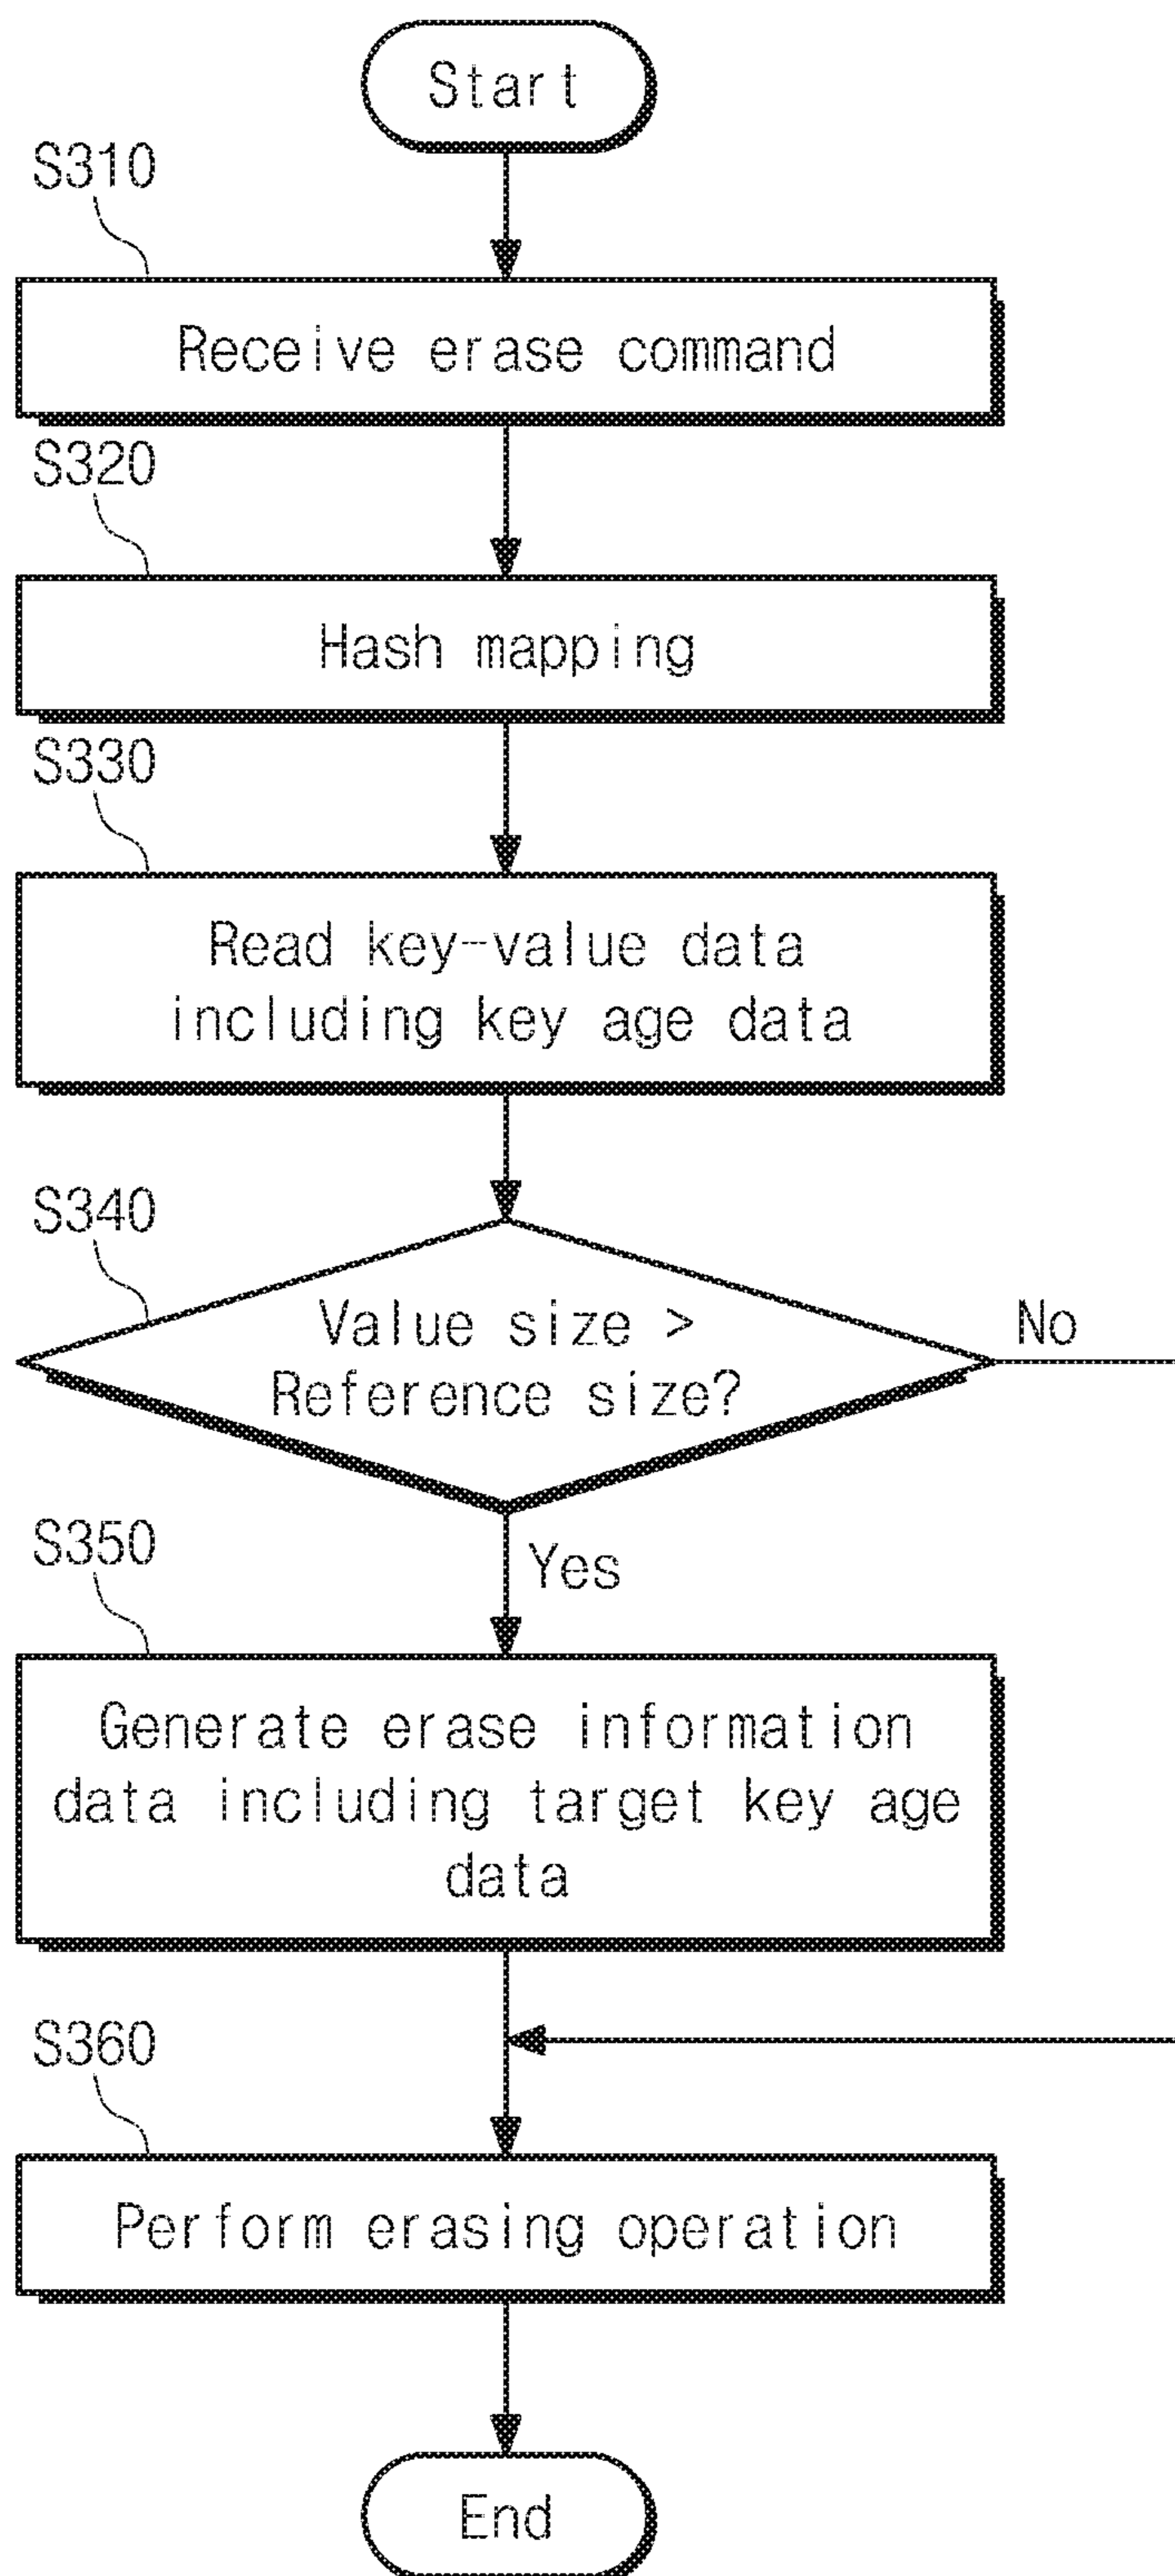 Start
S310
Receive erase command
S320
Hash mapping
S330
Read key-value data
including key age data
S340
Value size >
Reference size?
No
Yes
S350
Generate erase information
data including target key age
data
S360
Perform erasing operation
End